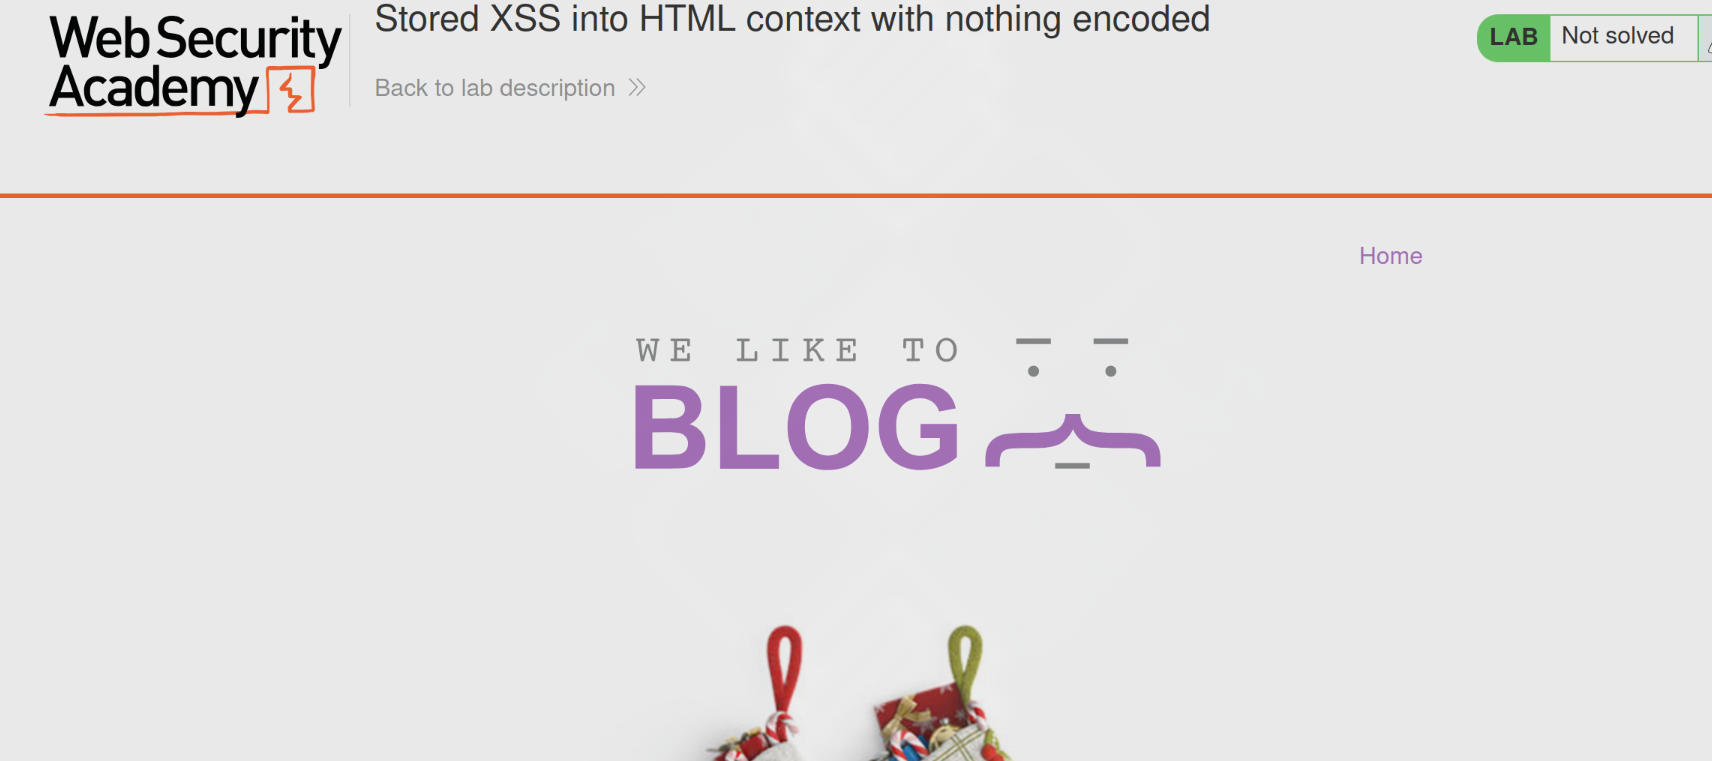 Web Security
Academy
Stored XSS into HTML context with nothing encoded
Back to lab description
LAB
Not solved
Home
WE LIKE TO
BLOG